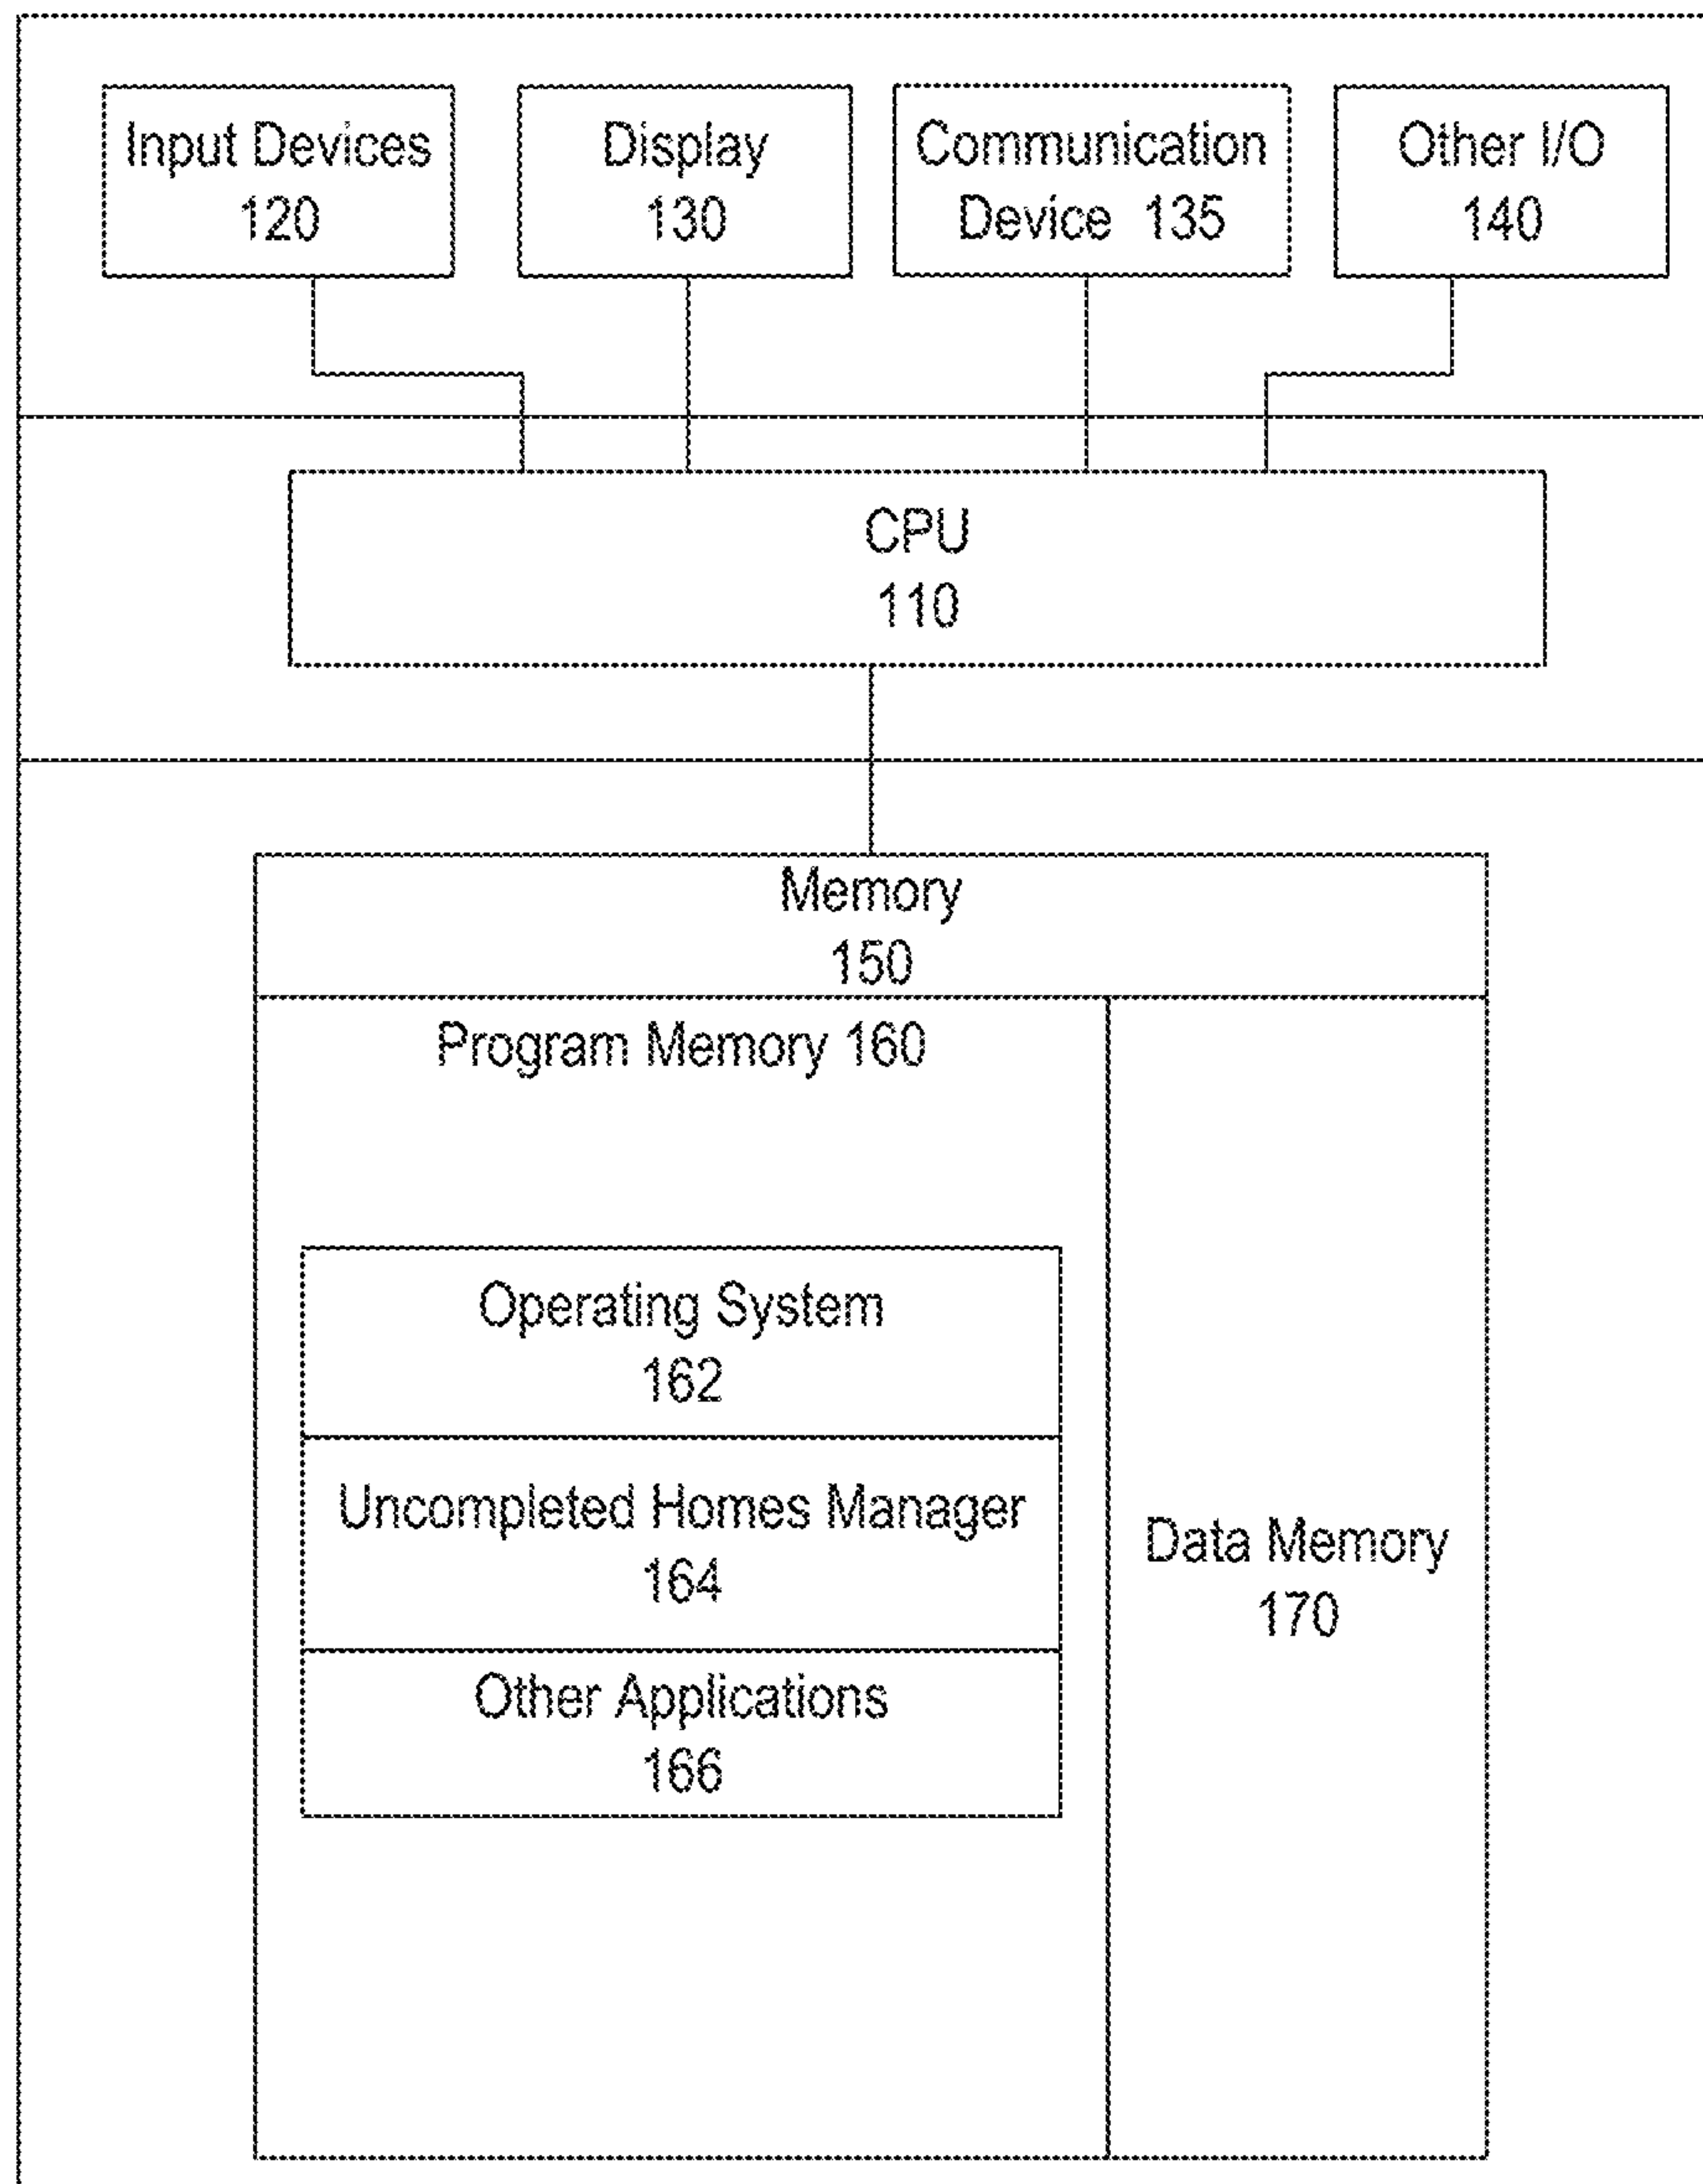 Input Devices
120
Display
130
Communication
Device 135
Other I/O
140
CPU
110
Memory
150
Program Memory 160
Operating System
162
Uncompleted Homes Manager
164
Other Applications
166
Data Memory
170